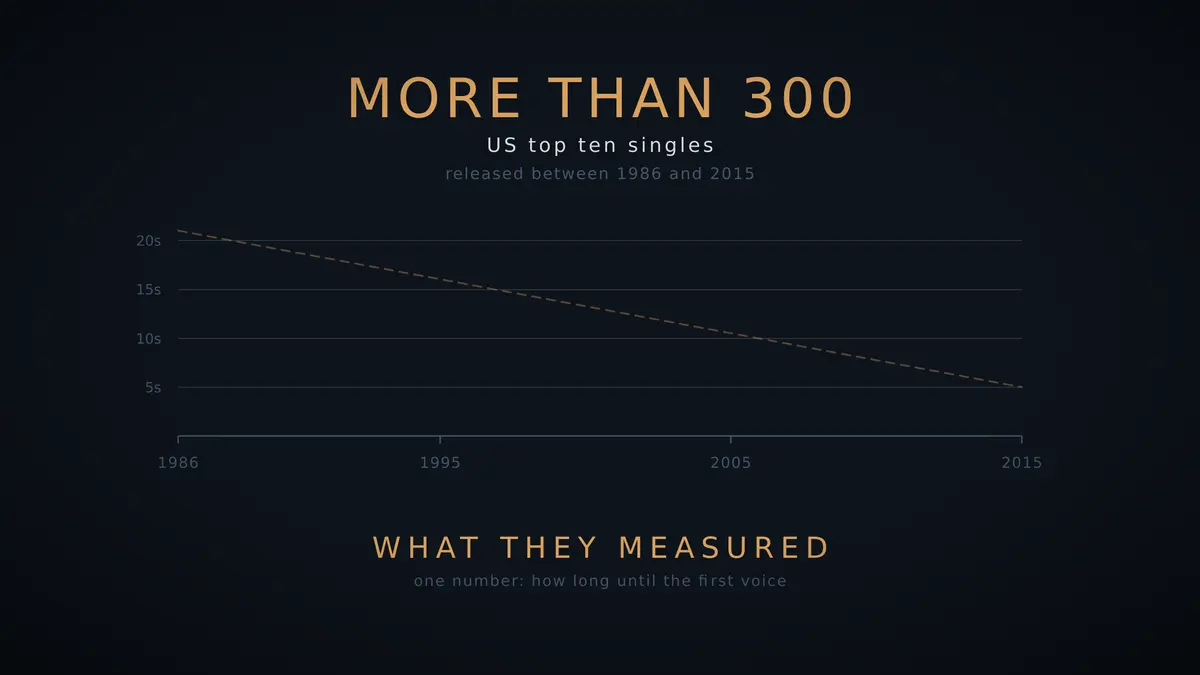 MORE THAN 300
US top ten singles
released between 1986 and 2015
20s
15s
10s
5s
1986 1995 2005 2015
WHAT THEY MEASURED
one number: how long until the first voice